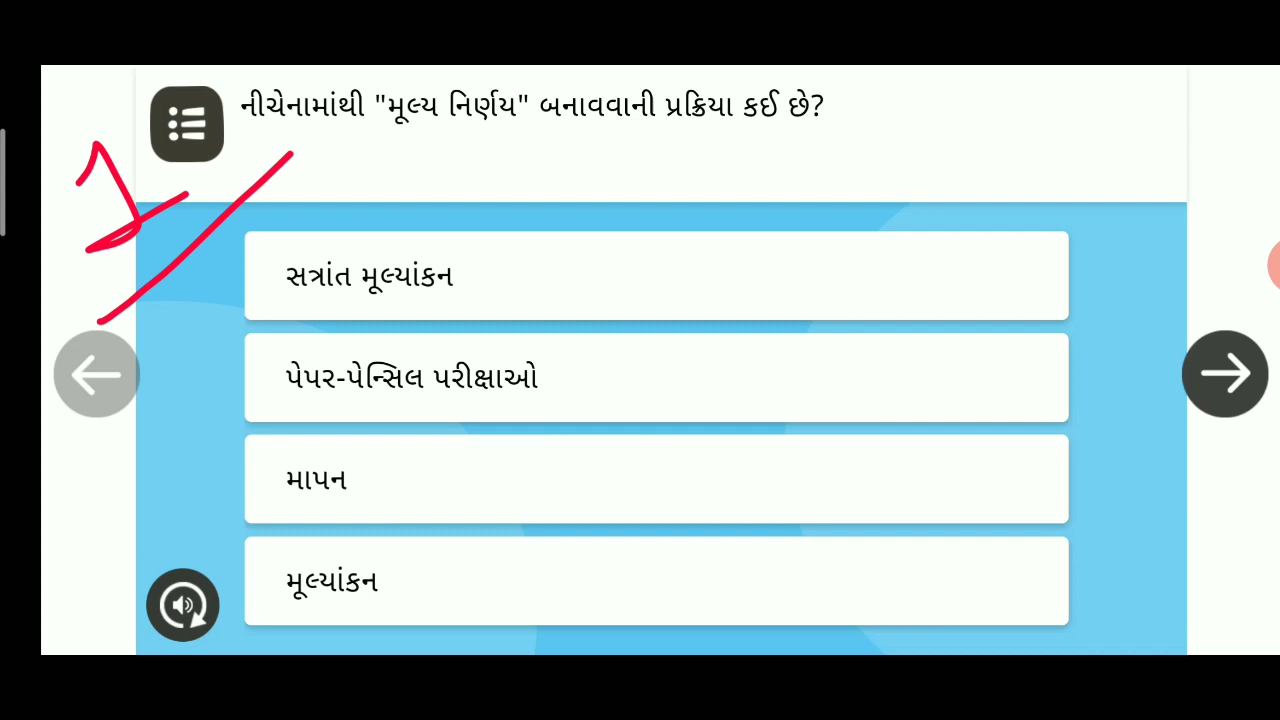 નીચેનામાંથી "મૂલ્ય નિર્ણય" બનાવવાની પ્રક્રિયા કઈ છે?
સત્રાંત મૂલ્યાંકન
પેપર-પેન્સિલ પરીક્ષાઓ
માપન
મૂલ્યાંકન